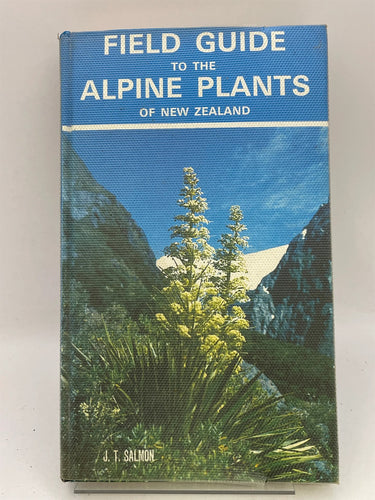 FIELD GUIDE
TO THE
ALPINE PLANTS
OF NEW ZEALAND
J. T. SALMON